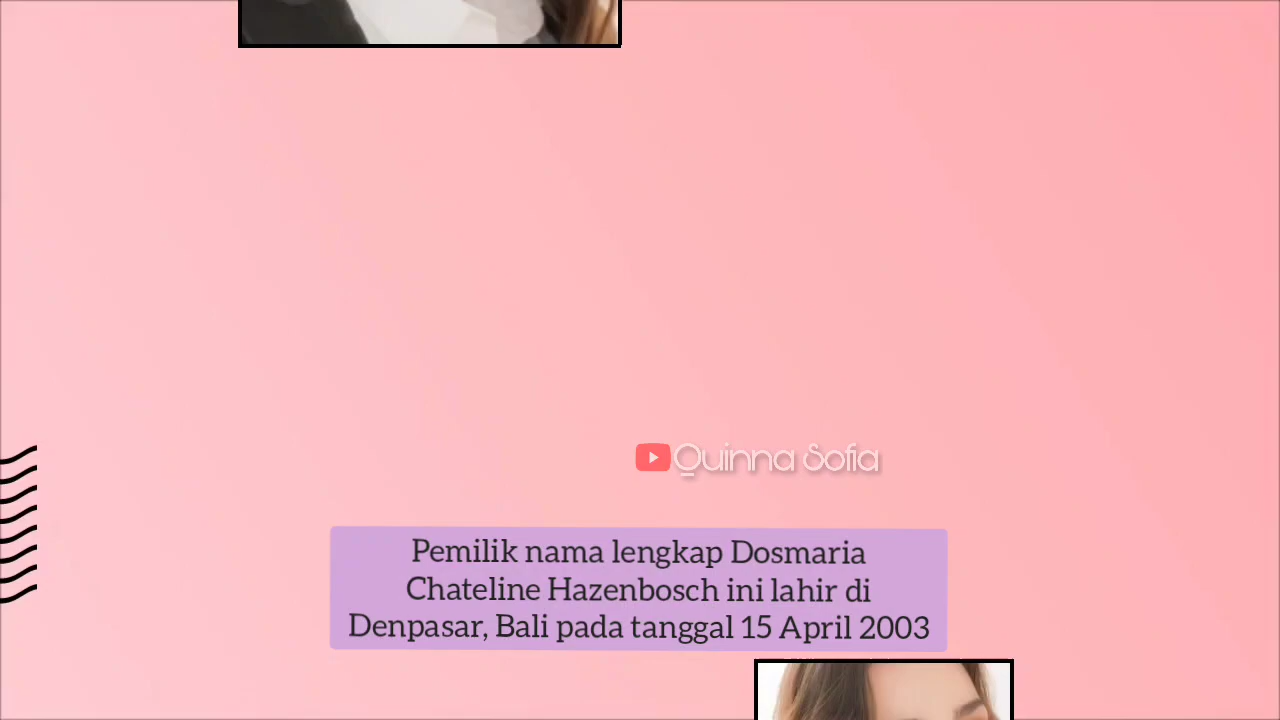 Quinna Sofia
Pemilik nama lengkap Dosmaria
Chateline Hazenbosch ini lahir di
Denpasar, Bali pada tanggal 15 April 2003